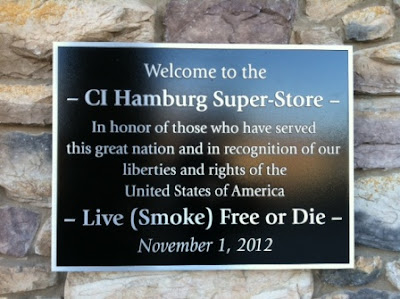 Welcome to the
– CI Hamburg Super-Store –
In honor of those who have served
this great nation and in recognition of our
liberties and rights of the
United States of America
– Live (Smoke) Free or Die –
November 1, 2012